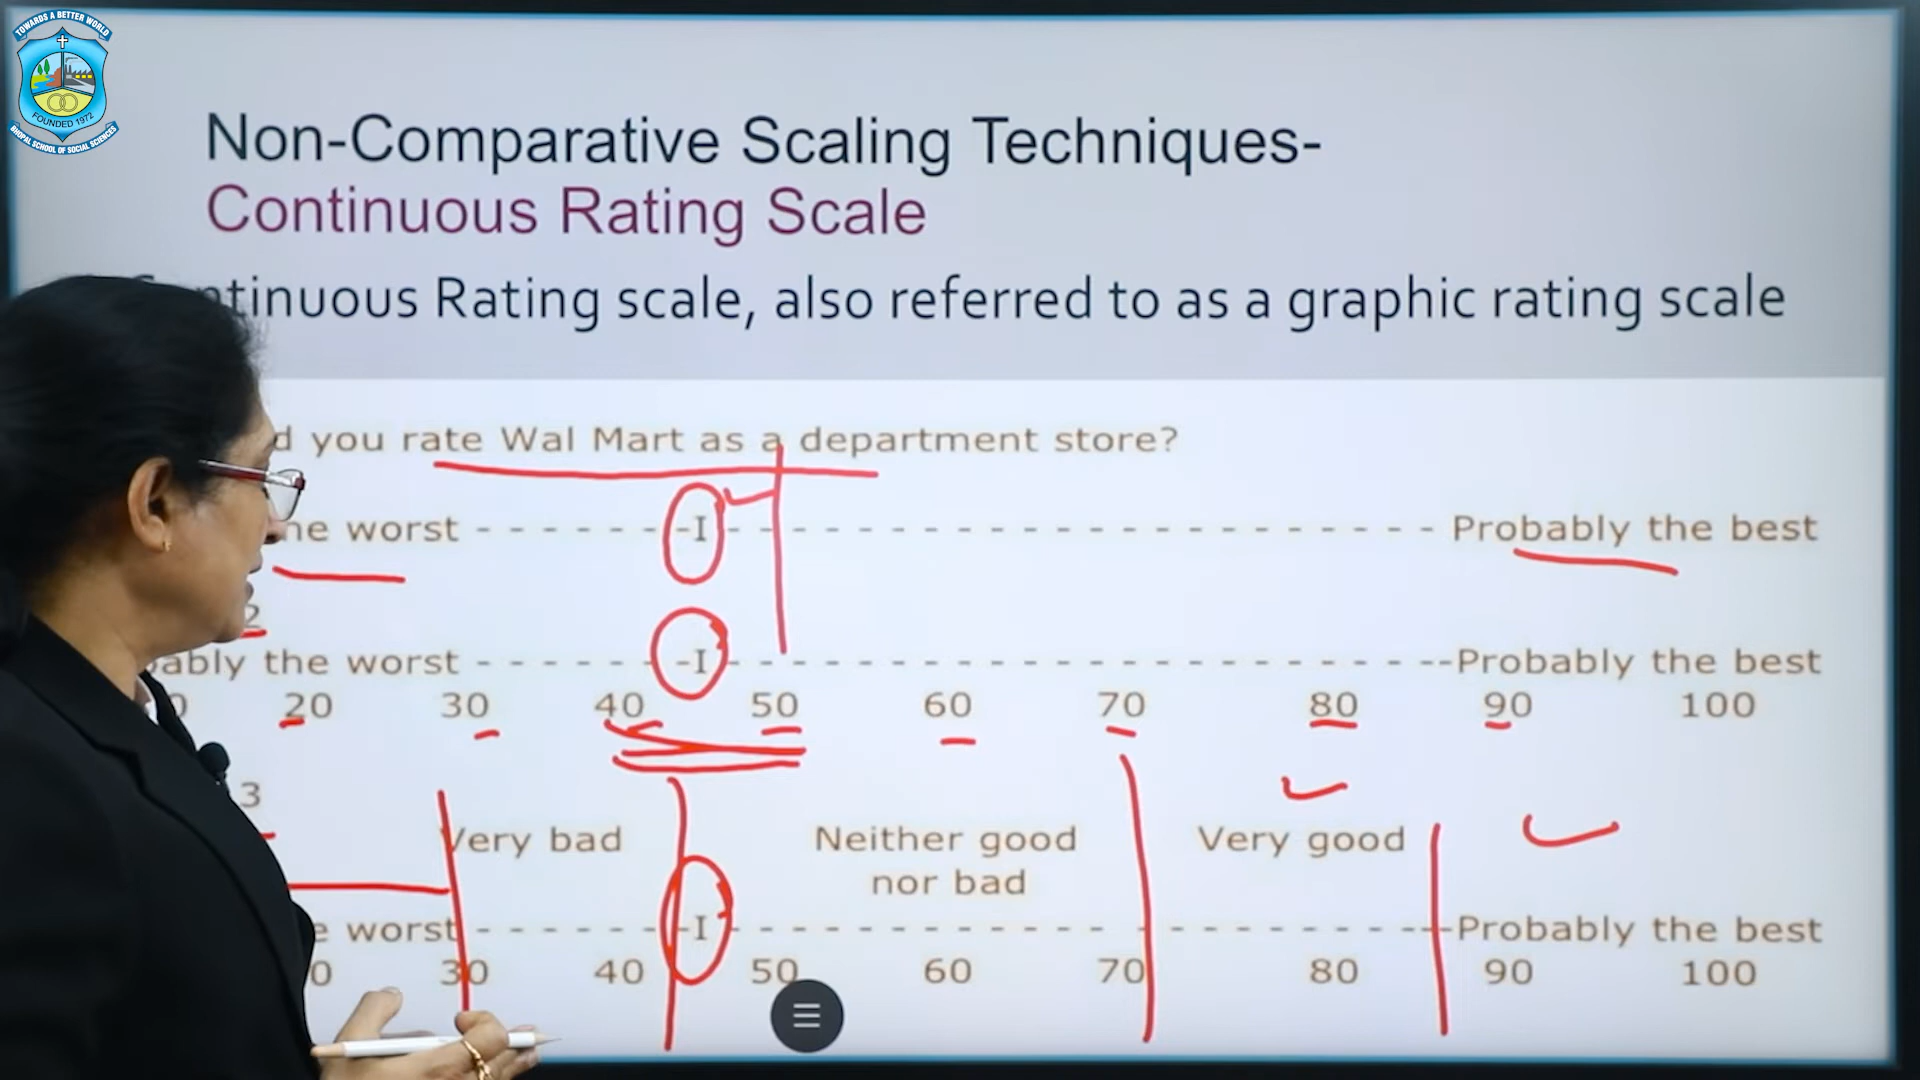 TOWARDS A BETTER WORLD
FOUNDED 1972
BHOPAL SCHOOL OF SOCIAL SCIENCES
Non-Comparative Scaling Techniques-
Continuous Rating Scale
Rating scale, also referred to as a graphic rating scale
you rate Wal Mart as a department store?
worst - - - - - - -I- - - - - - - - - - - - - - - - - - - - - - - Probably the best
2
the worst - - - - - - -I- - - - - - - - - - - - - - - - - - - - - - --Probably the best
20 30 40 50 60 70 80 90 100
3
Very bad Neither good Very good
nor bad
worst - - - - - - -I- - - - - - - - - - - - - - - - - - - - - - --Probably the best
30 40 50 60 70 80 90 100